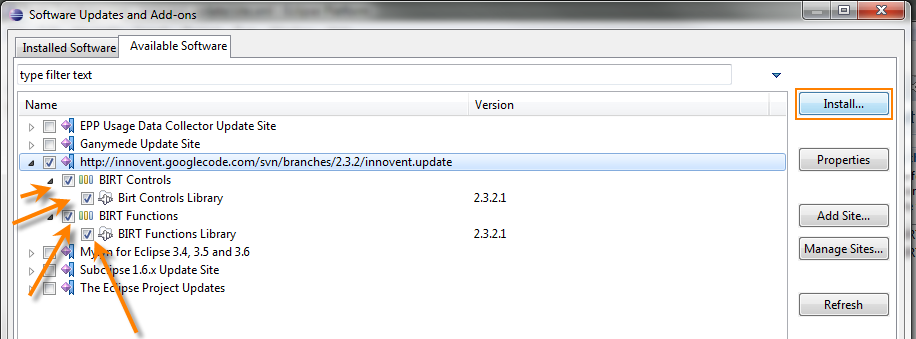 Software Updates and Add-ons
Installed Software Available Software
type filter text
Name Version
Install...
EPP Usage Data Collector Update Site
Ganymede Update Site
http://innovent.googlecode.com/svn/branches/2.3.2/innovent.update
Properties
BIRT Controls
Birt Controls Library 2.3.2.1
BIRT Functions
Add Site...
BIRT Functions Library 2.3.2.1
Manage Sites...
for Eclipse 3.4, 3.5 and 3.6
Subclipse 1.6.x Update Site
The Eclipse Project Updates
Refresh